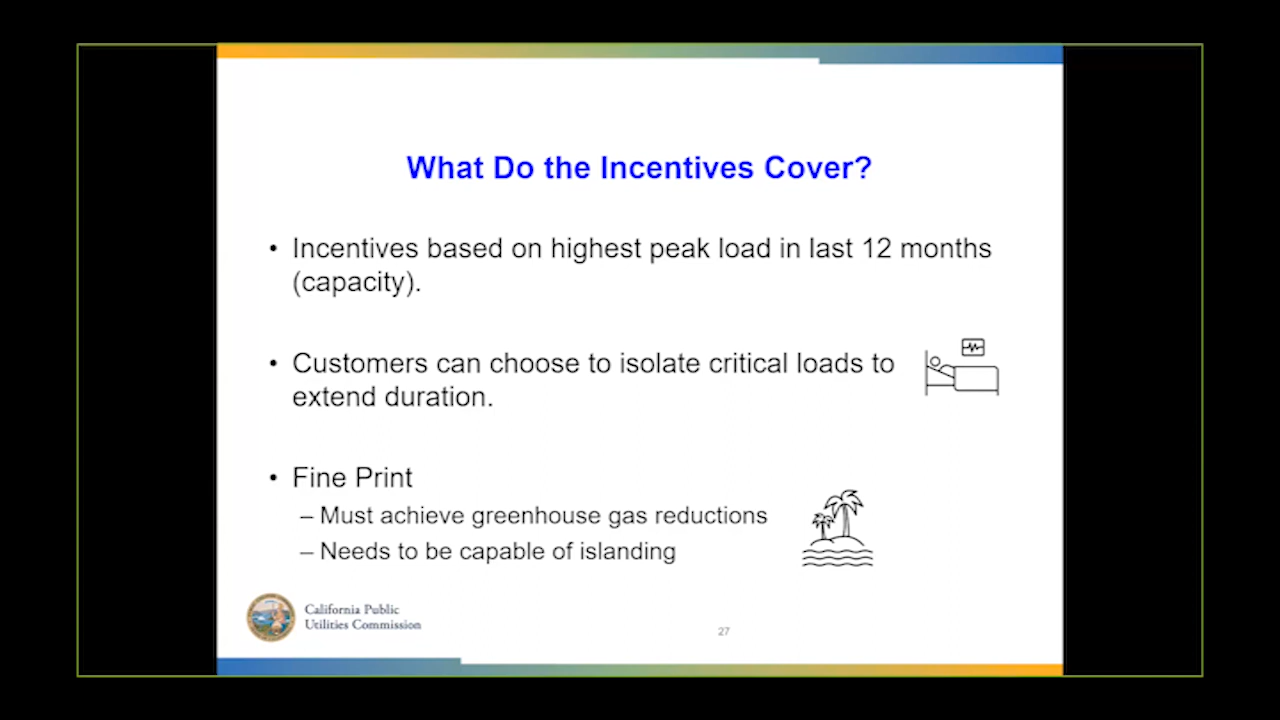 What Do the Incentives Cover?
• Incentives based on highest peak load in last 12 months
(capacity).
• Customers can choose to isolate critical loads to
extend duration.
• Fine Print
– Must achieve greenhouse gas reductions
– Needs to be capable of islanding
California Public
Utilities Commission
27